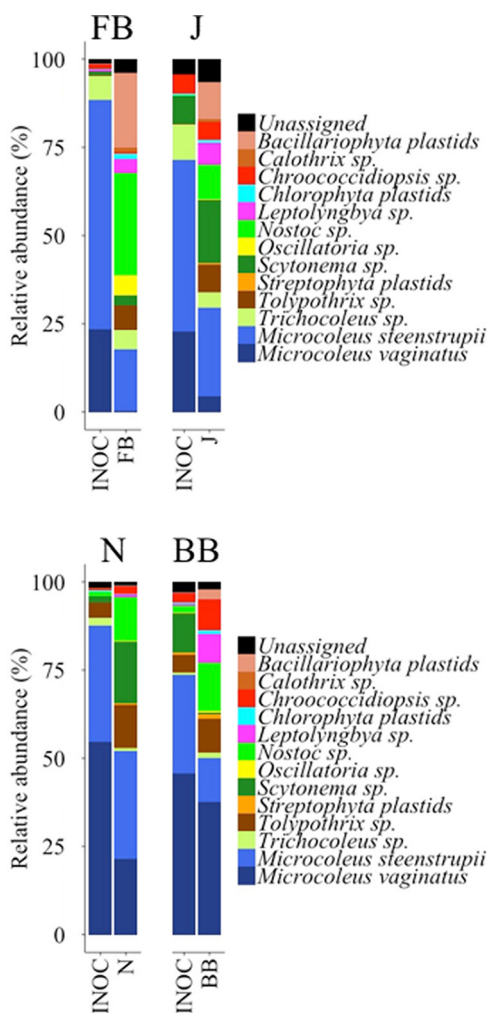 FB J
100
75
50
25
0
Relative abundance (%)
INOC FB INOC J
Unassigned
Bacillariophyta plastids
Calothrix sp.
Chroococcidiopsis sp.
Chlorophyta plastids
Leptolyngbya sp.
Nostoc sp.
Oscillatoria sp.
Scytonema sp.
Streptophyta plastids
Tolypothrix sp.
Trichocoleus sp.
Microcoleus steenstrupii
Microcoleus vaginatus
N BB
100
75
50
25
0
Relative abundance (%)
INOC N INOC BB
Unassigned
Bacillariophyta plastids
Calothrix sp.
Chroococcidiopsis sp.
Chlorophyta plastids
Leptolyngbya sp.
Nostoc sp.
Oscillatoria sp.
Scytonema sp.
Streptophyta plastids
Tolypothrix sp.
Trichocoleus sp.
Microcoleus steenstrupii
Microcoleus vaginatus